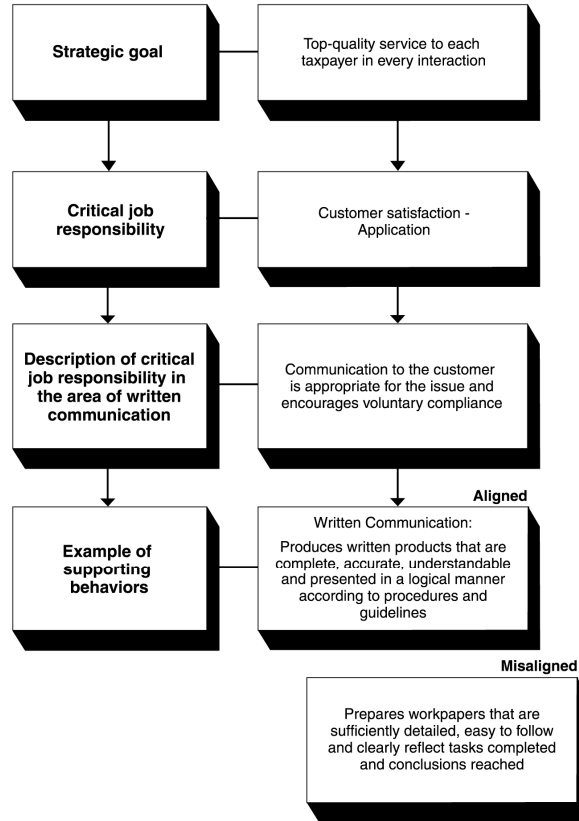 Strategic goal
Top-quality service to each
taxpayer in every interaction
Critical job
responsibility
Customer satisfaction -
Application
Description of critical
job responsibility in
the area of written
communication
Communication to the customer
is appropriate for the issue and
encourages voluntary compliance
Aligned
Example of
supporting
behaviors
Written Communication:
Produces written products that are
complete, accurate, understandable
and presented in a logical manner
according to procedures and
guidelines
Misaligned
Prepares workpapers that are
sufficiently detailed, easy to follow
and clearly reflect tasks completed
and conclusions reached